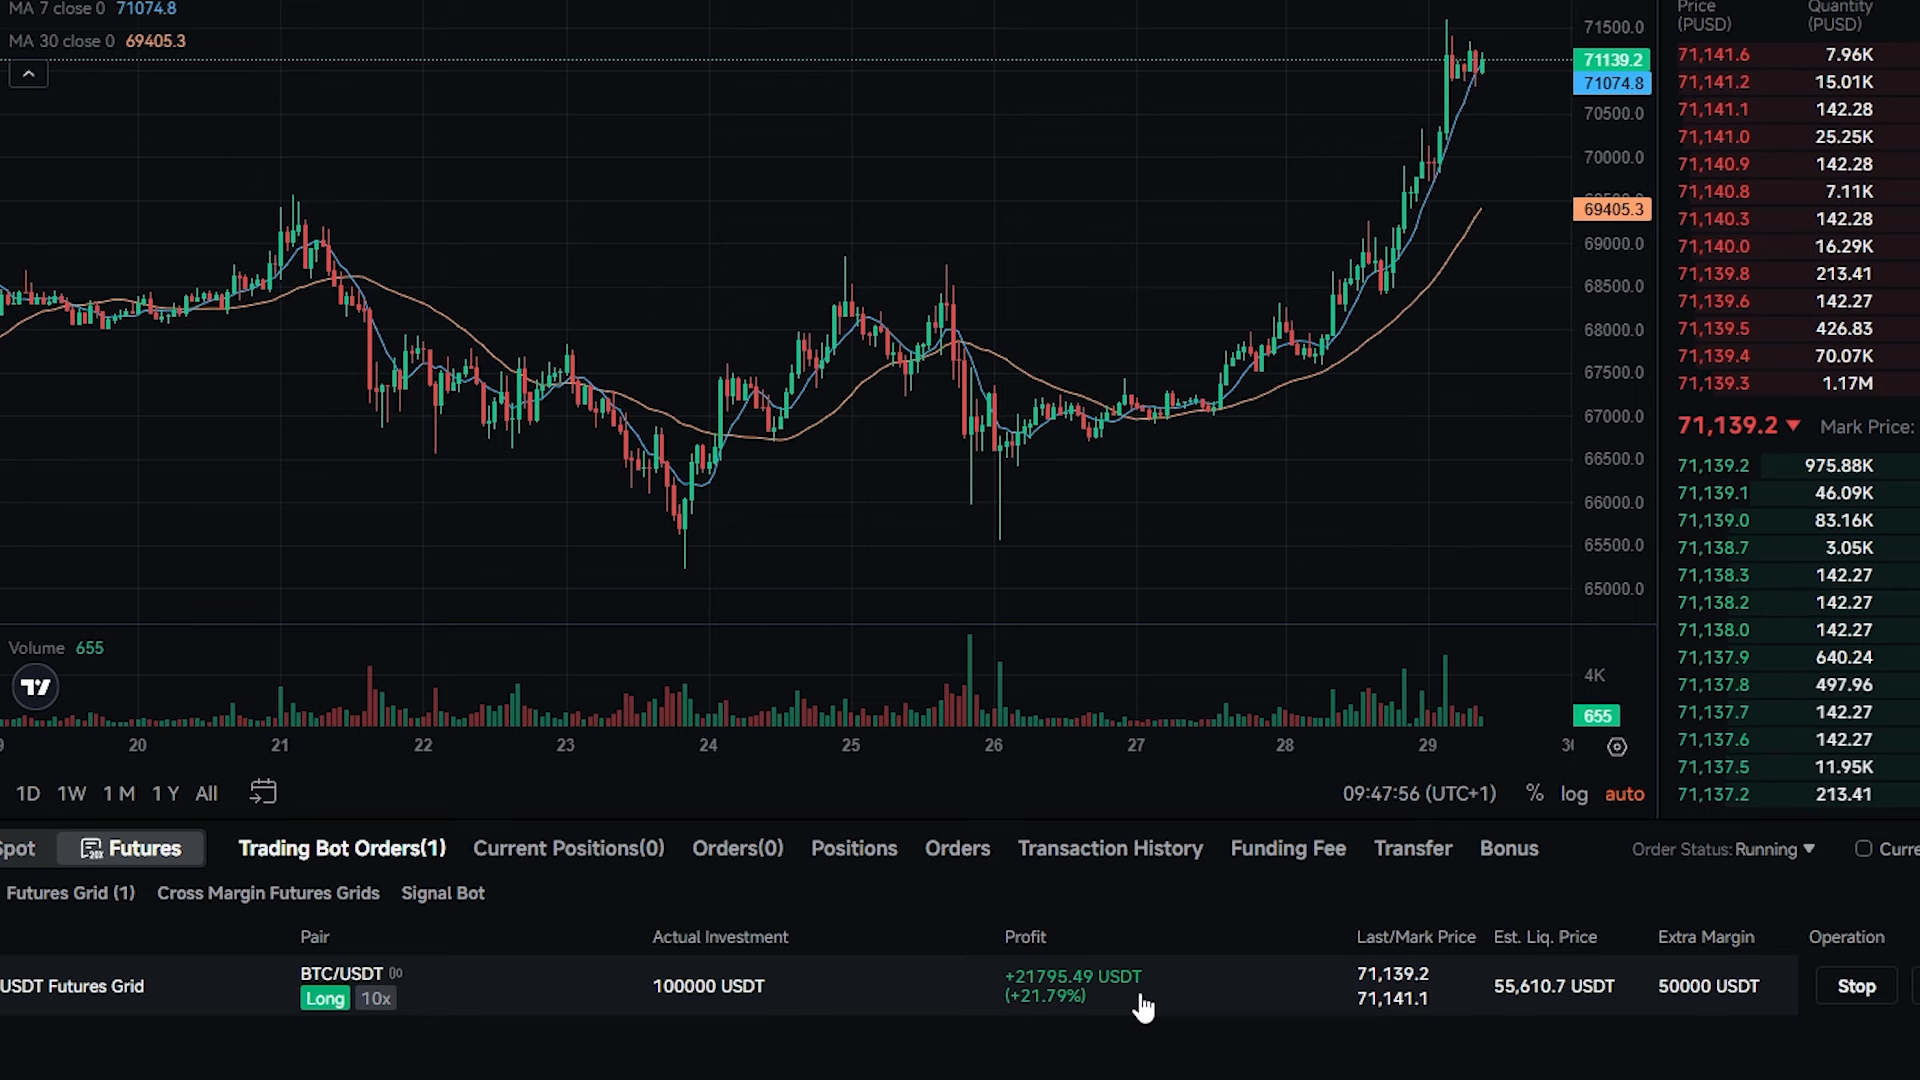 MA 7 close 0 71074.8
MA 30 close 0 69405.3
71500.0
71139.2
71074.8
70500.0
70000.0
69405.3
69000.0
68500.0
68000.0
67500.0
67000.0
66500.0
66000.0
65500.0
65000.0
Volume 655
4K
655
20 21 22 23 24 25 26 27 28 29
1D 1W 1M 1Y All
09:47:56 (UTC+1) % log auto
Price Quantity
(PUSD) (PUSD)
71,141.6 7.96K
71,141.2 15.01K
71,141.1 142.28
71,141.0 25.25K
71,140.9 142.28
71,140.8 7.11K
71,140.3 142.28
71,140.0 16.29K
71,139.8 213.41
71,139.6 142.27
71,139.5 426.83
71,139.4 70.07K
71,139.3 1.17M
71,139.2 Mark Price:
71,139.2 975.88K
71,139.1 46.09K
71,139.0 83.16K
71,138.7 3.05K
71,138.3 142.27
71,138.2 142.27
71,138.0 142.27
71,137.9 640.24
71,137.8 497.96
71,137.7 142.27
71,137.6 142.27
71,137.5 11.95K
71,137.2 213.41
pot Futures Trading Bot Orders(1) Current Positions(0) Orders(0) Positions Orders Transaction History Funding Fee Transfer Bonus Order Status: Running Curre
Futures Grid (1) Cross Margin Futures Grids Signal Bot
Pair Actual Investment Profit Last/Mark Price Est. Liq. Price Extra Margin Operation
USDT Futures Grid
BTC/USDT
Long 10x
100000 USDT
+21795.49 USDT
(+21.79%)
71,139.2
71,141.1
55,610.7 USDT
50000 USDT
Stop